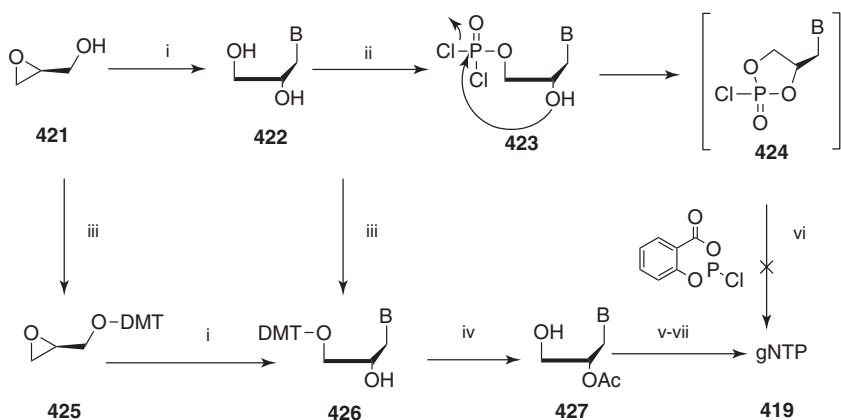 OH
O
421
i
OH
B
OH
422
ii
O
Cl–P
O
Cl
B
OH
423
B
O
Cl–P
O
O
424
iii
iii
O
O
P
O
Cl
vi
O
O–DMT
425
i
DMT–O
B
OH
426
iv
OH
B
OAc
427
v-vii
gNTP
419